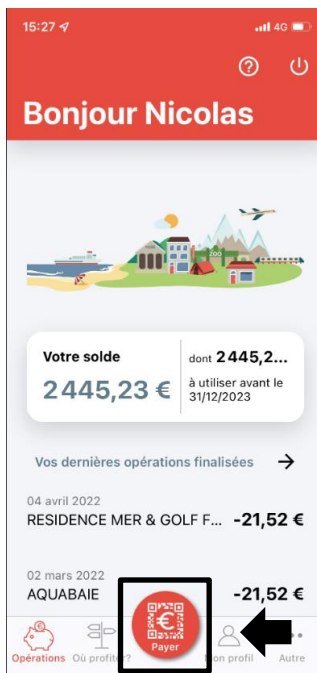 15:27
4G
Bonjour Nicolas
ZOO
Votre solde
2 445,23 €
dont 2 445,2...
à utiliser avant le
31/12/2023
Vos dernières opérations finalisées
04 avril 2022
RESIDENCE MER & GOLF F... -21,52 €
02 mars 2022
AQUABAIE -21,52 €
Payer
Opérations Où profiter? on profil Autre